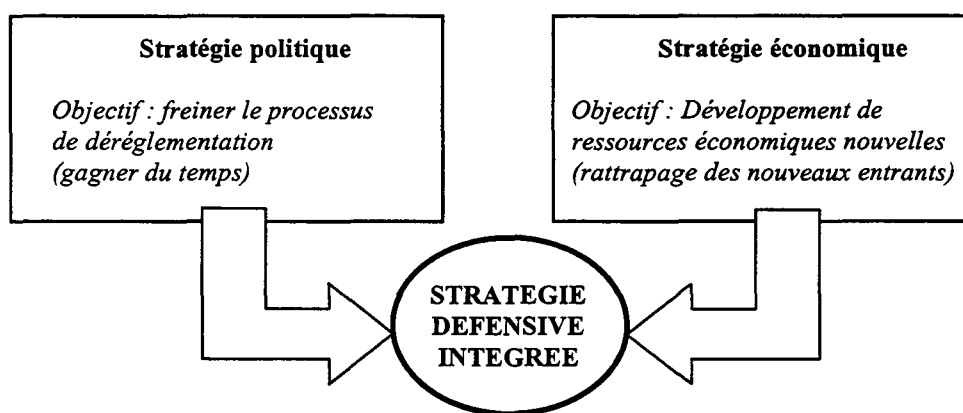 Stratégie politique
Objectif : freiner le processus
de déréglementation
(gagner du temps)
Stratégie économique
Objectif : Développement de
ressources économiques nouvelles
(rattrapage des nouveaux entrants)
STRATEGIE
DEFENSIVE
INTEGREE